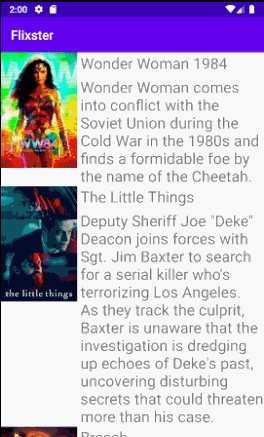 2:00
Flixster
Wonder Woman 1984
Wonder Woman comes
into conflict with the
Soviet Union during the
Cold War in the 1980s and
finds a formidable foe by
the name of the Cheetah.
WW84
The Little Things
Deputy Sheriff Joe "Deke"
Deacon joins forces with
Sgt. Jim Baxter to search
for a serial killer who's
terrorizing Los Angeles.
As they track the culprit,
Baxter is unaware that the
investigation is dredging
up echoes of Deke's past,
uncovering disturbing
secrets that could threaten
more than his case.
the little things
Breach